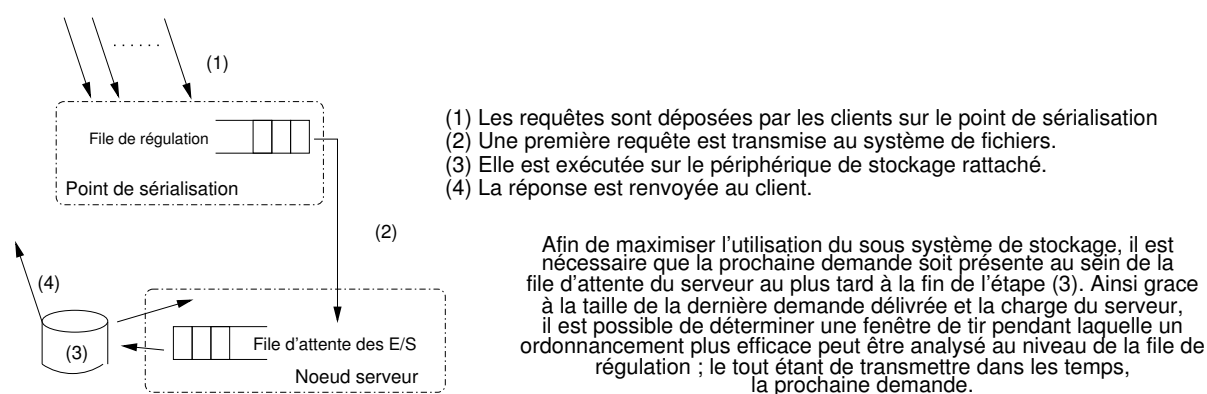 . . . . . .
(1)
File de régulation
Point de sérialisation
(2)
(4)
(3)
File d'attente des E/S
Noeud serveur
(1) Les requêtes sont déposées par les clients sur le point de sérialisation
(2) Une première requête est transmise au système de fichiers.
(3) Elle est exécutée sur le périphérique de stockage rattaché.
(4) La réponse est renvoyée au client.
Afin de maximiser l'utilisation du sous système de stockage, il est
nécessaire que la prochaine demande soit présente au sein de la
file d'attente du serveur au plus tard à la fin de l'étape (3). Ainsi grace
à la taille de la dernière demande délivrée et la charge du serveur,
il est possible de déterminer une fenêtre de tir pendant laquelle un
ordonnancement plus efficace peut être analysé au niveau de la file de
régulation ; le tout étant de transmettre dans les temps,
la prochaine demande.